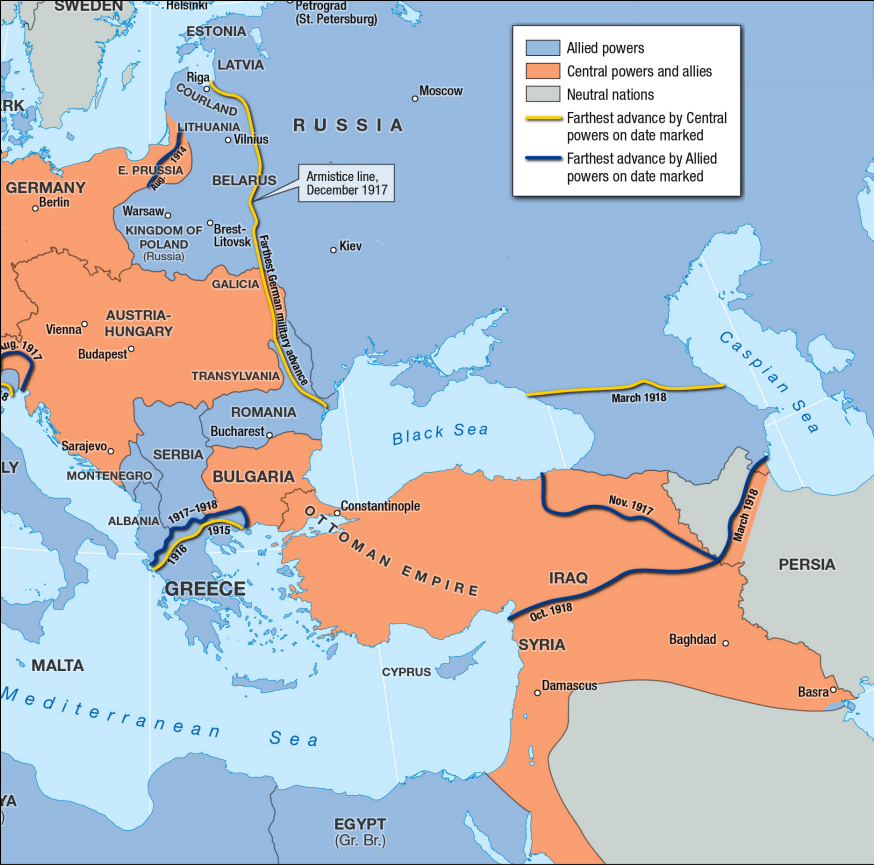 SWEDEN
Helsinki
Petrograd
(St. Petersburg)
ESTONIA
LATVIA
Riga
COURLAND
Moscow
LITHUANIA
Vilnius
RUSSIA
ARK
Aug. 1914
E. PRUSSIA
BELARUS
Armistice line,
December 1917
GERMANY
Berlin
Warsaw
KINGDOM OF
POLAND
(Russia)
Brest-
Litovsk
Kiev
Farthest German military advance
GALICIA
AUSTRIA-
HUNGARY
Vienna
Budapest
Aug. 1917
8
TRANSYLVANIA
ROMANIA
Bucharest
Black Sea
March 1918
Caspian Sea
Sarajevo
SERBIA
MONTENEGRO
BULGARIA
LY
ALBANIA
1917–1918
1915
1916
GREECE
Constantinople
OTTOMAN EMPIRE
Nov. 1917
March 1918
IRAQ
Oct. 1918
PERSIA
SYRIA
Baghdad
Basra
Damascus
CYPRUS
MALTA
Mediterranean Sea
YA
)
EGYPT
(Gr. Br.)
Allied powers
Central powers and allies
Neutral nations
Farthest advance by Central
powers on date marked
Farthest advance by Allied
powers on date marked